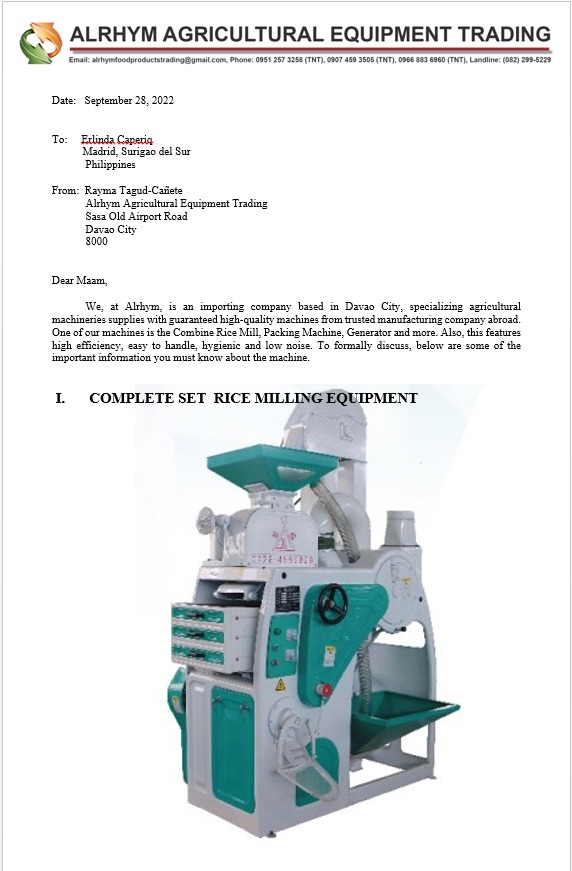 ALRHYM AGRICULTURAL EQUIPMENT TRADING
Email: alrhymfoodproductstrading@gmail.com, Phone: 0951 257 3258 (TNT), 0907 459 3505 (TNT), 0966 883 6960 (TNT), Landline: (082) 299-5229
Date: September 28, 2022
To: Erlinda Caperiq
Madrid, Surigao del Sur
Philippines
From: Rayma Tagud-Cañete
Alrhym Agricultural Equipment Trading
Sasa Old Airport Road
Davao City
8000
Dear Maam,
We, at Alrhym, is an importing company based in Davao City, specializing agricultural
machineries supplies with guaranteed high-quality machines from trusted manufacturing company abroad.
One of our machines is the Combine Rice Mill, Packing Machine, Generator and more. Also, this features
high efficiency, easy to handle, hygienic and low noise. To formally discuss, below are some of the
important information you must know about the machine.
I. COMPLETE SET RICE MILLING EQUIPMENT